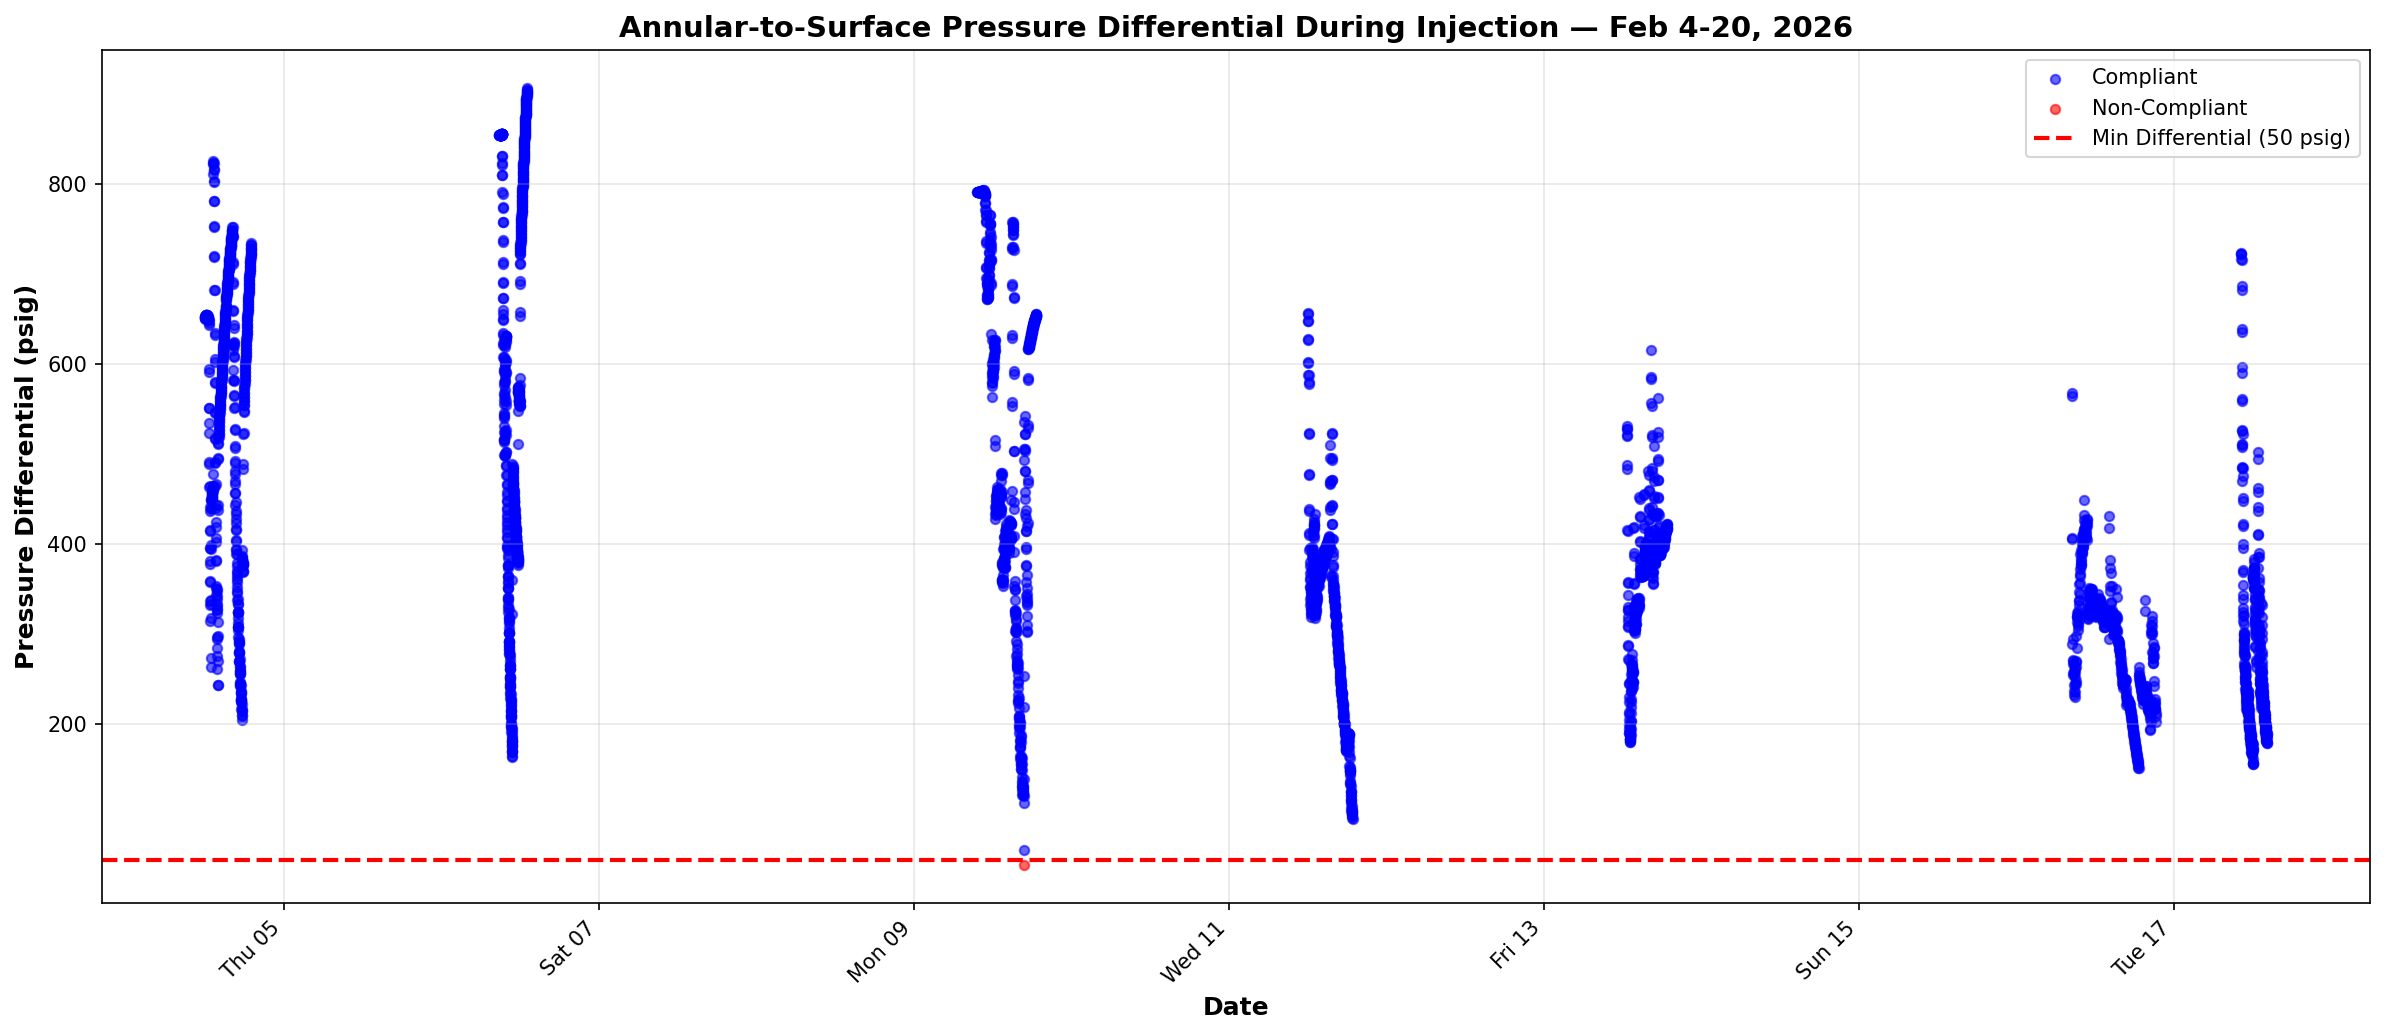 Annular-to-Surface Pressure Differential During Injection — Feb 4-20, 2026
Compliant
Non-Compliant
Min Differential (50 psig)
Pressure Differential (psig)
800
600
400
200
Thu 05
Sat 07
Mon 09
Wed 11
Fri 13
Sun 15
Tue 17
Date